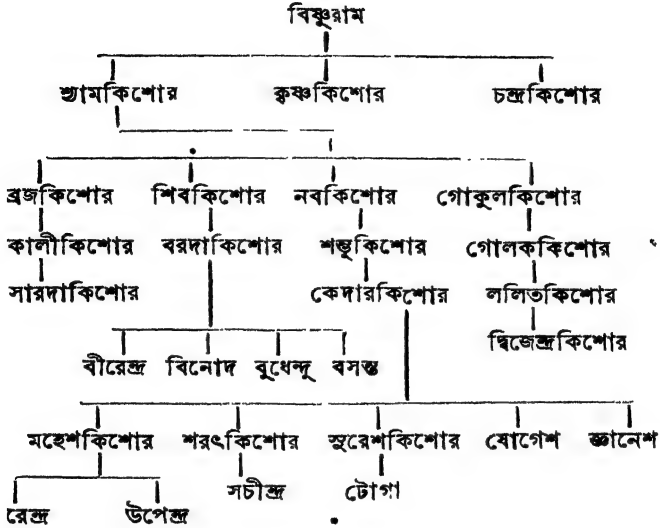 বিষ্ণুরাম
শ্যামকিশোর কৃষ্ণকিশোর চন্দ্রকিশোর
ব্রজকিশোর শিবকিশোর নবকিশোর গোকুলকিশোর
কালীকিশোর বরদাকিশোর শম্ভুকিশোর গোলককিশোর
সারদাকিশোর কেদারকিশোর ললিতকিশোর
দ্বিজেন্দ্রকিশোর
বীরেন্দ্র বিনোদ বুধেন্দু বসন্ত
মহেশকিশোর শরৎকিশোর সুরেশকিশোর যোগেশ জ্ঞানেশ
সচীন্দ্র টোগা
রেন্দ্র উপেন্দ্র